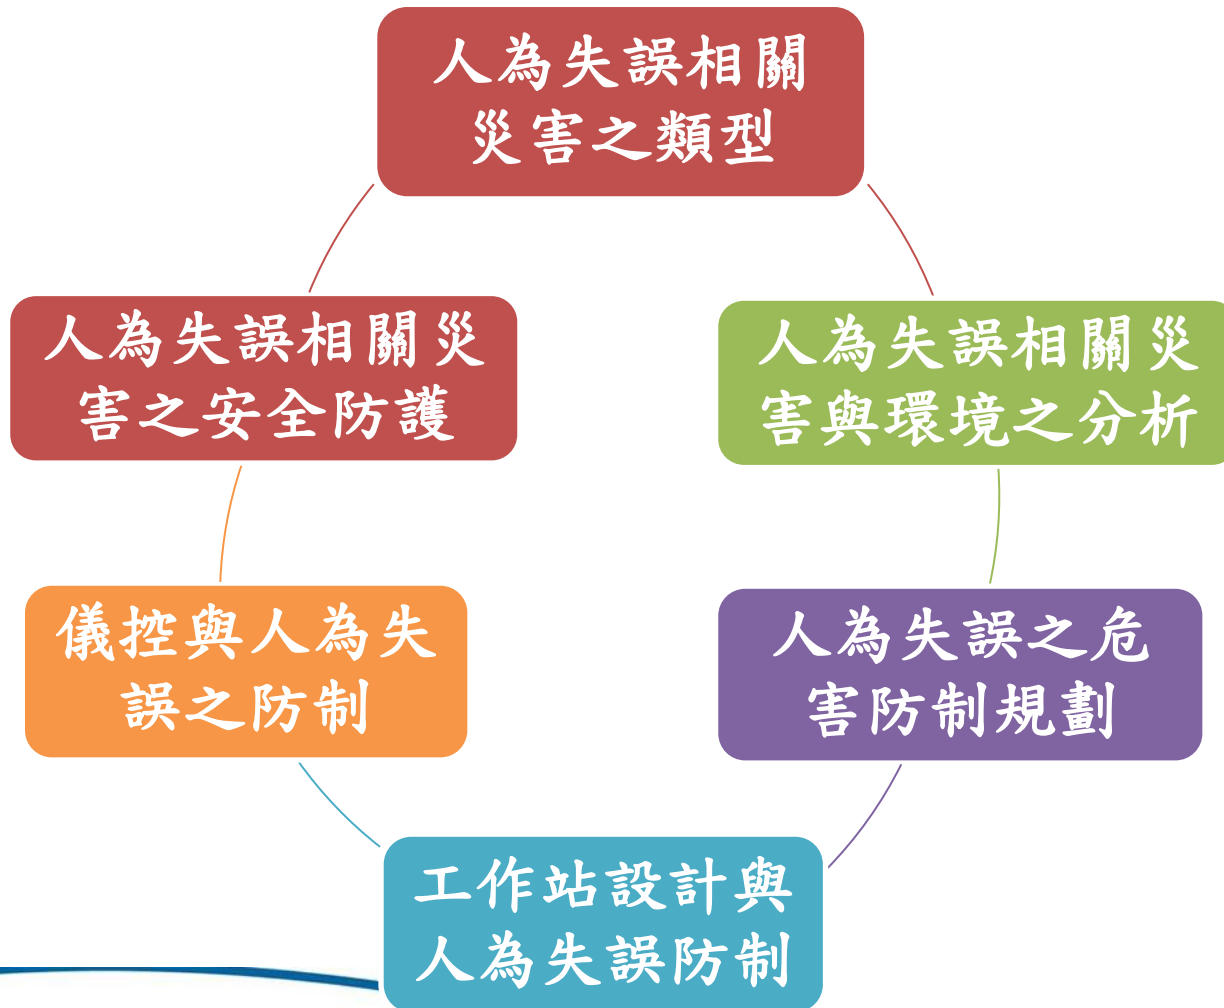 人為失誤相關
災害之類型
人為失誤相關災
害與環境之分析
人為失誤之危
害防制規劃
工作站設計與
人為失誤防制
儀控與人為失
誤之防制
人為失誤相關災
害之安全防護